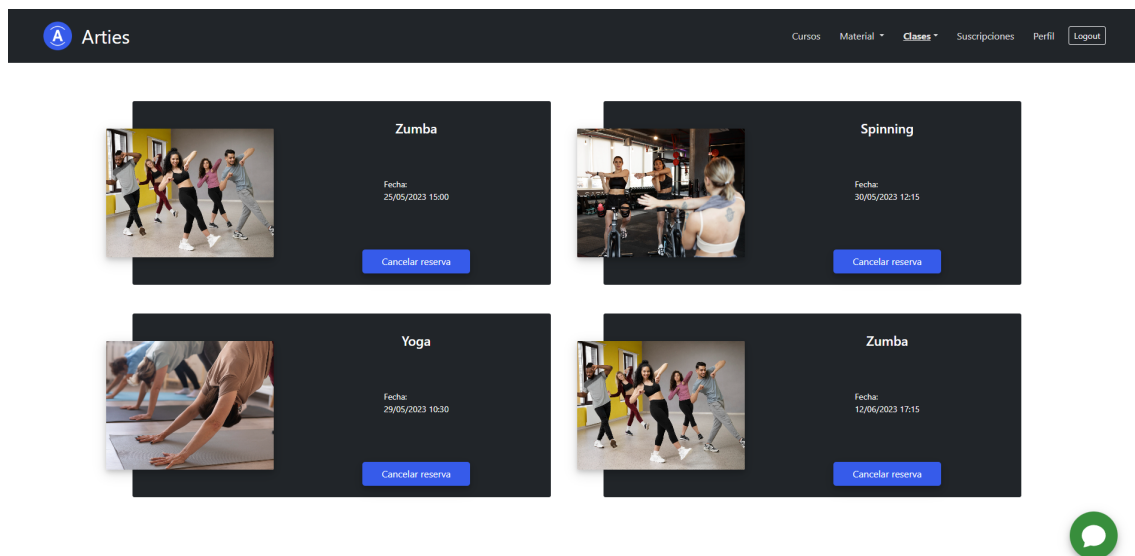 Arties
Cursos Material Clases Suscripciones Perfil Logout
Zumba
Fecha:
25/05/2023 15:00
Cancelar reserva
Spinning
Fecha:
30/05/2023 12:15
Cancelar reserva
Yoga
Fecha:
29/05/2023 10:30
Cancelar reserva
Zumba
Fecha:
12/06/2023 17:15
Cancelar reserva